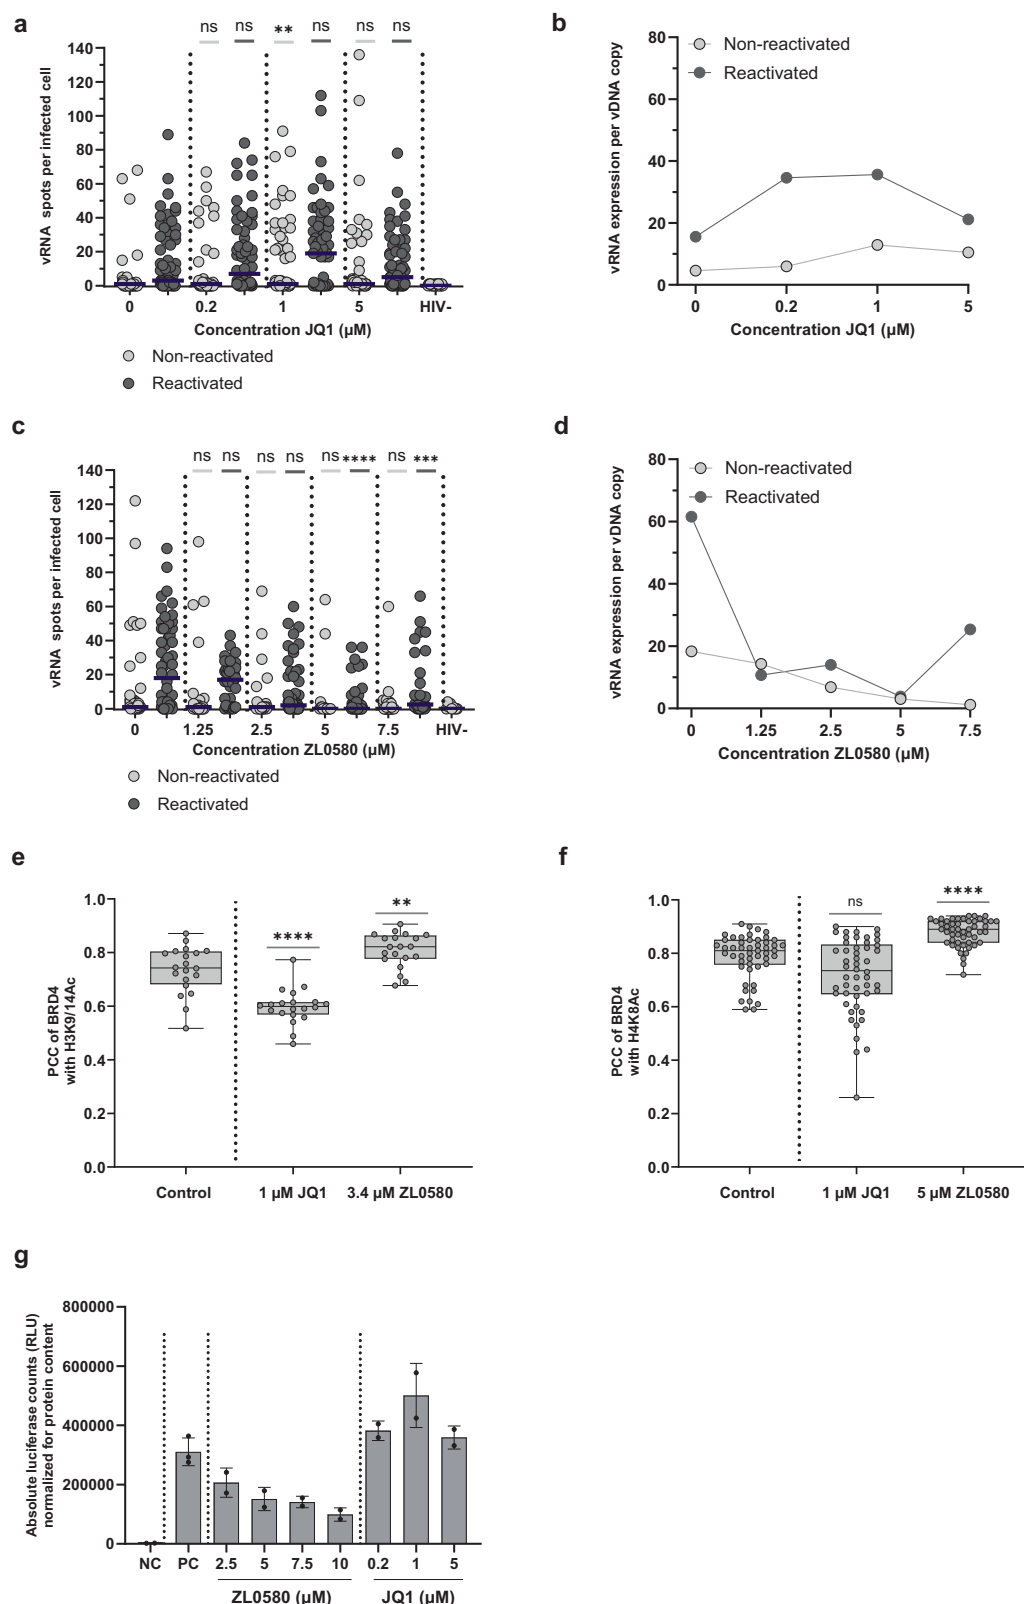 a
ns ns ** ns ns ns
vRNA spots per infected cell
140
120
100
80
60
40
20
0
0 0.2 1 5 HIV-
Concentration JQ1 (µM)
Non-reactivated
Reactivated
b
vRNA expression per vDNA copy
80
60
40
20
0
Non-reactivated
Reactivated
0 0.2 1 5
Concentration JQ1 (µM)
c
ns ns ns ns ns **** ns ***
vRNA spots per infected cell
140
120
100
80
60
40
20
0
0 1.25 2.5 5 7.5 HIV-
Concentration ZL0580 (µM)
Non-reactivated
Reactivated
d
vRNA expression per vDNA copy
80
60
40
20
0
Non-reactivated
Reactivated
0 1.25 2.5 5 7.5
Concentration ZL0580 (µM)
e
PCC of BRD4
with H3K9/14Ac
1.0
0.8
0.6
0.4
0.2
0.0
**** **
Control 1 µM JQ1 3.4 µM ZL0580
f
PCC of BRD4
with H4K8Ac
1.0
0.8
0.6
0.4
0.2
0.0
ns ****
Control 1 µM JQ1 5 µM ZL0580
g
Absolute luciferase counts (RLU)
normalized for protein content
800000
600000
400000
200000
0
NC PC 2.5 5 7.5 10 0.2 1 5
ZL0580 (µM) JQ1 (µM)